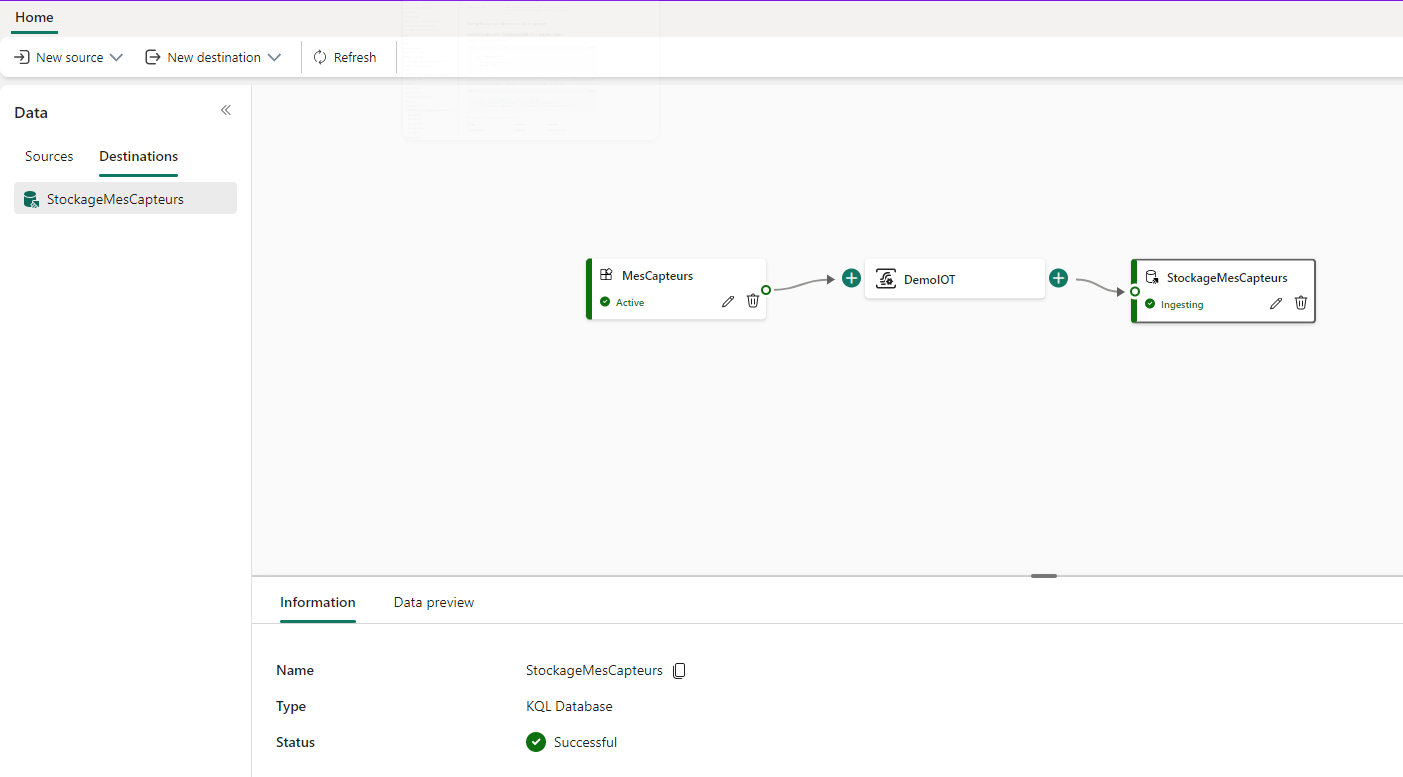 Home
New source
New destination
Refresh
Data
Sources
Destinations
StockageMesCapteurs
MesCapteurs
Active
DemoIOT
StockageMesCapteurs
Ingesting
Information
Data preview
Name
StockageMesCapteurs
Type
KQL Database
Status
Successful